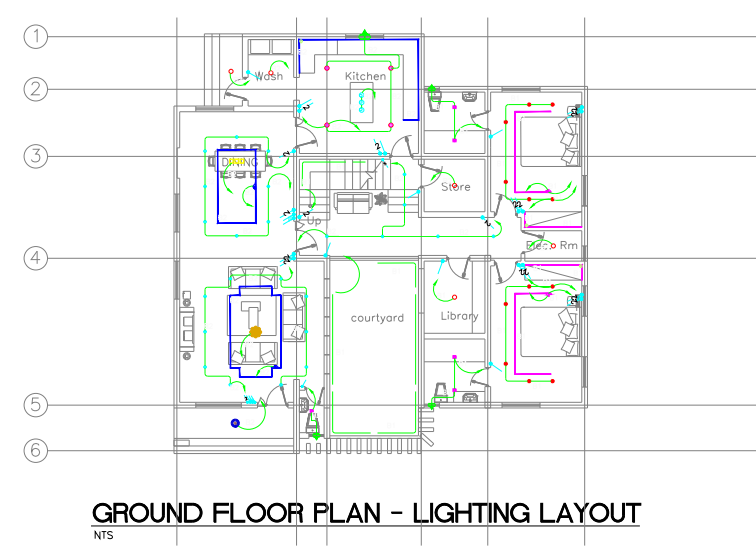 1
2
Wash
Kitchen
3
DINING
Store
Up
4
Rm
courtyard
Library
5
6
GROUND FLOOR PLAN - LIGHTING LAYOUT
NTS